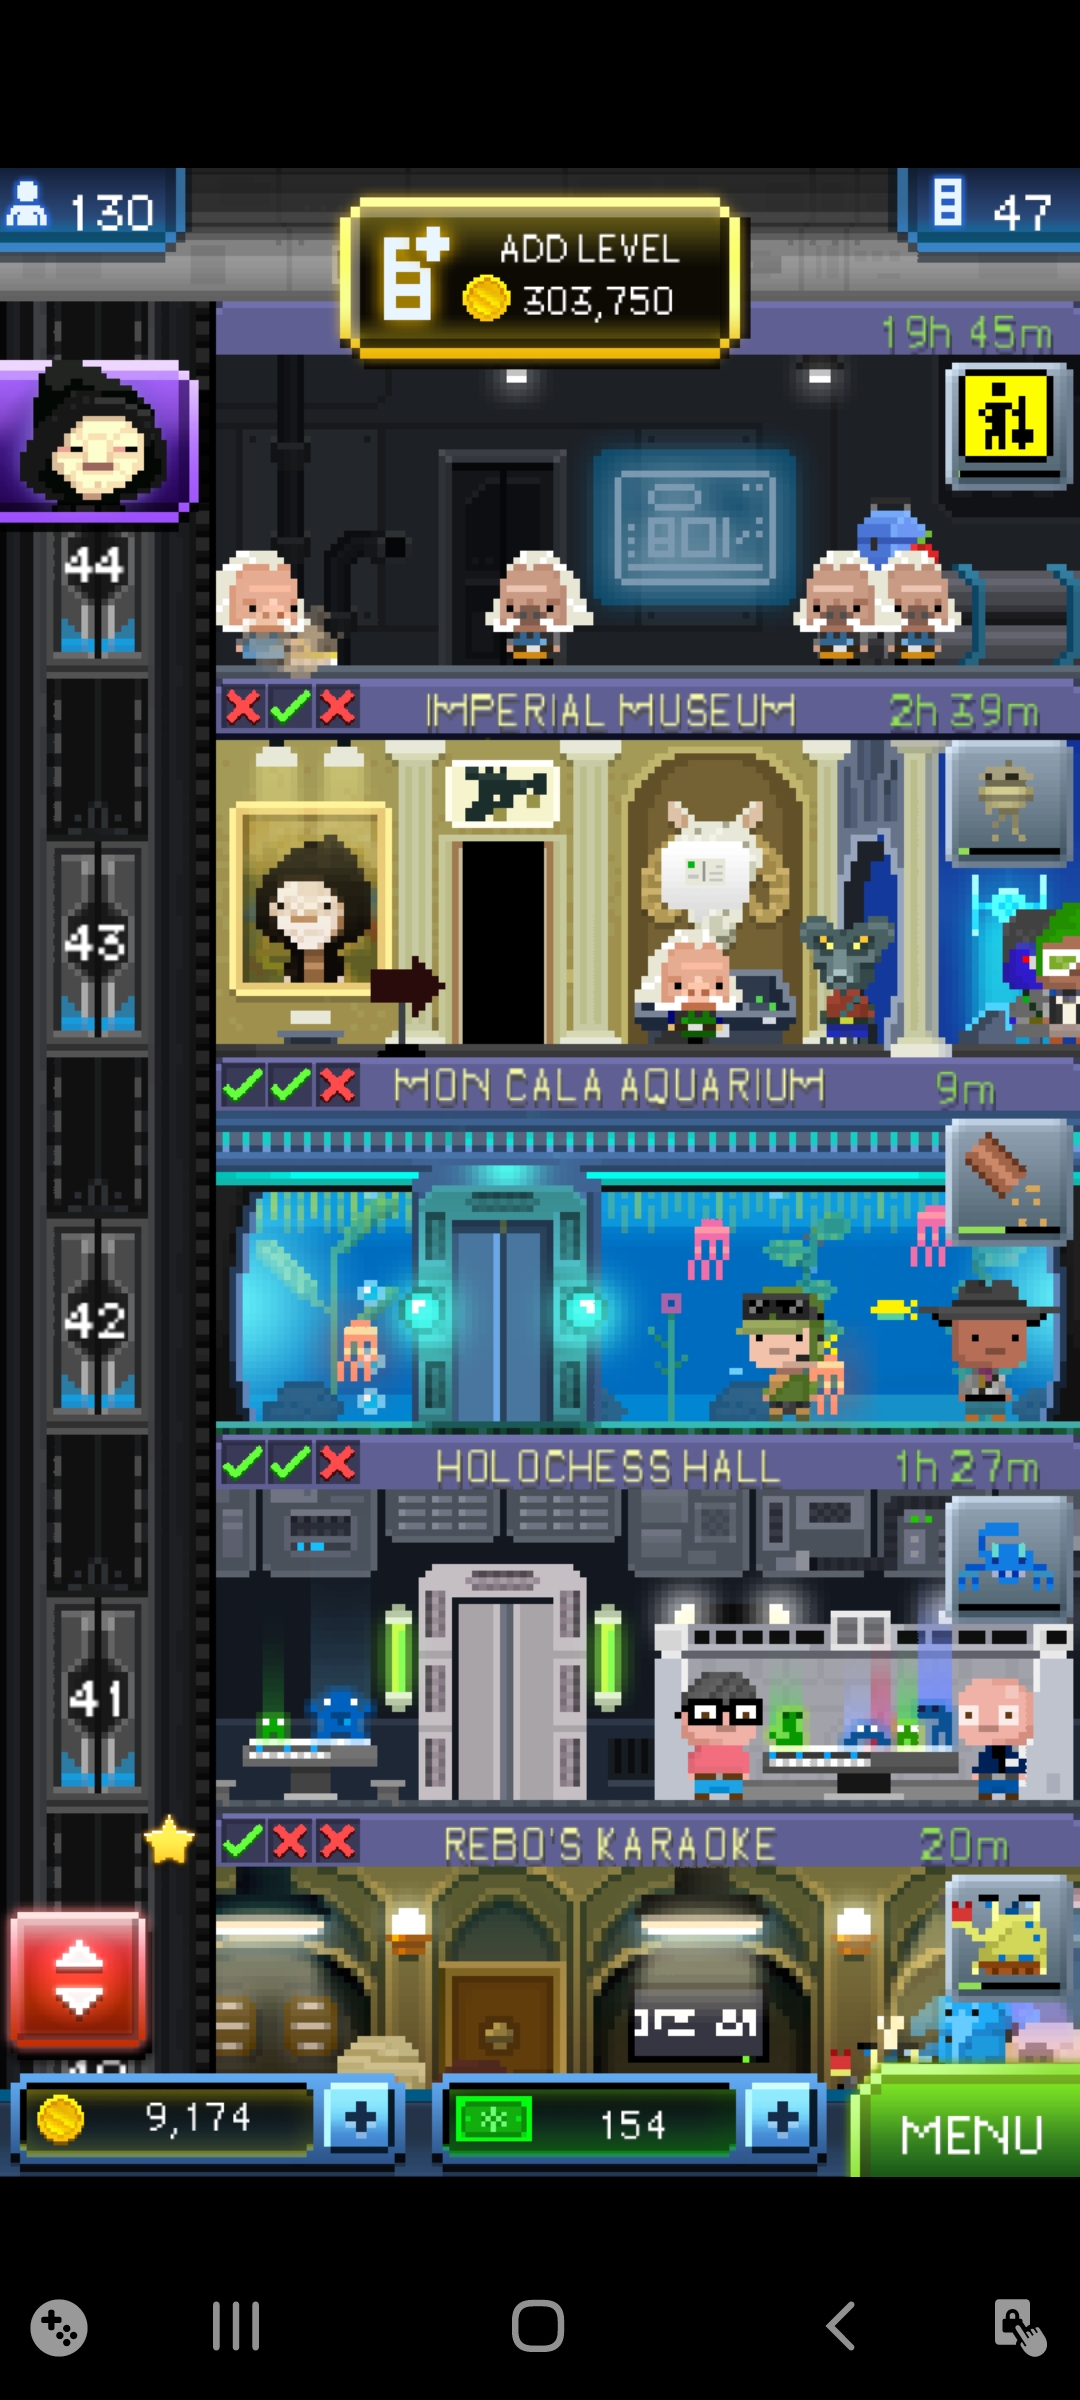 130
ADD LEVEL
303,750
47
19h 45m
44
IMPERIAL MUSEUM 2h 39m
43
MON CALA AQUARIUM 9m
42
HOLOCHESS HALL 1h 27m
41
REBO'S KARAOKE 20m
9,174
154
MENU